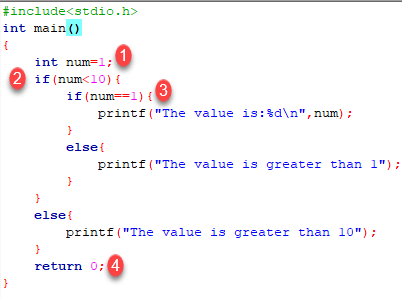 #include<stdio.h>
int main()
{
    int num=1; 1
2   if(num<10){
        if(num==1){ 3
            printf("The value is:%d\n",num);
        }
        else{
            printf("The value is greater than 1");
        }
    }
    else{
        printf("The value is greater than 10");
    }
    return 0; 4
}